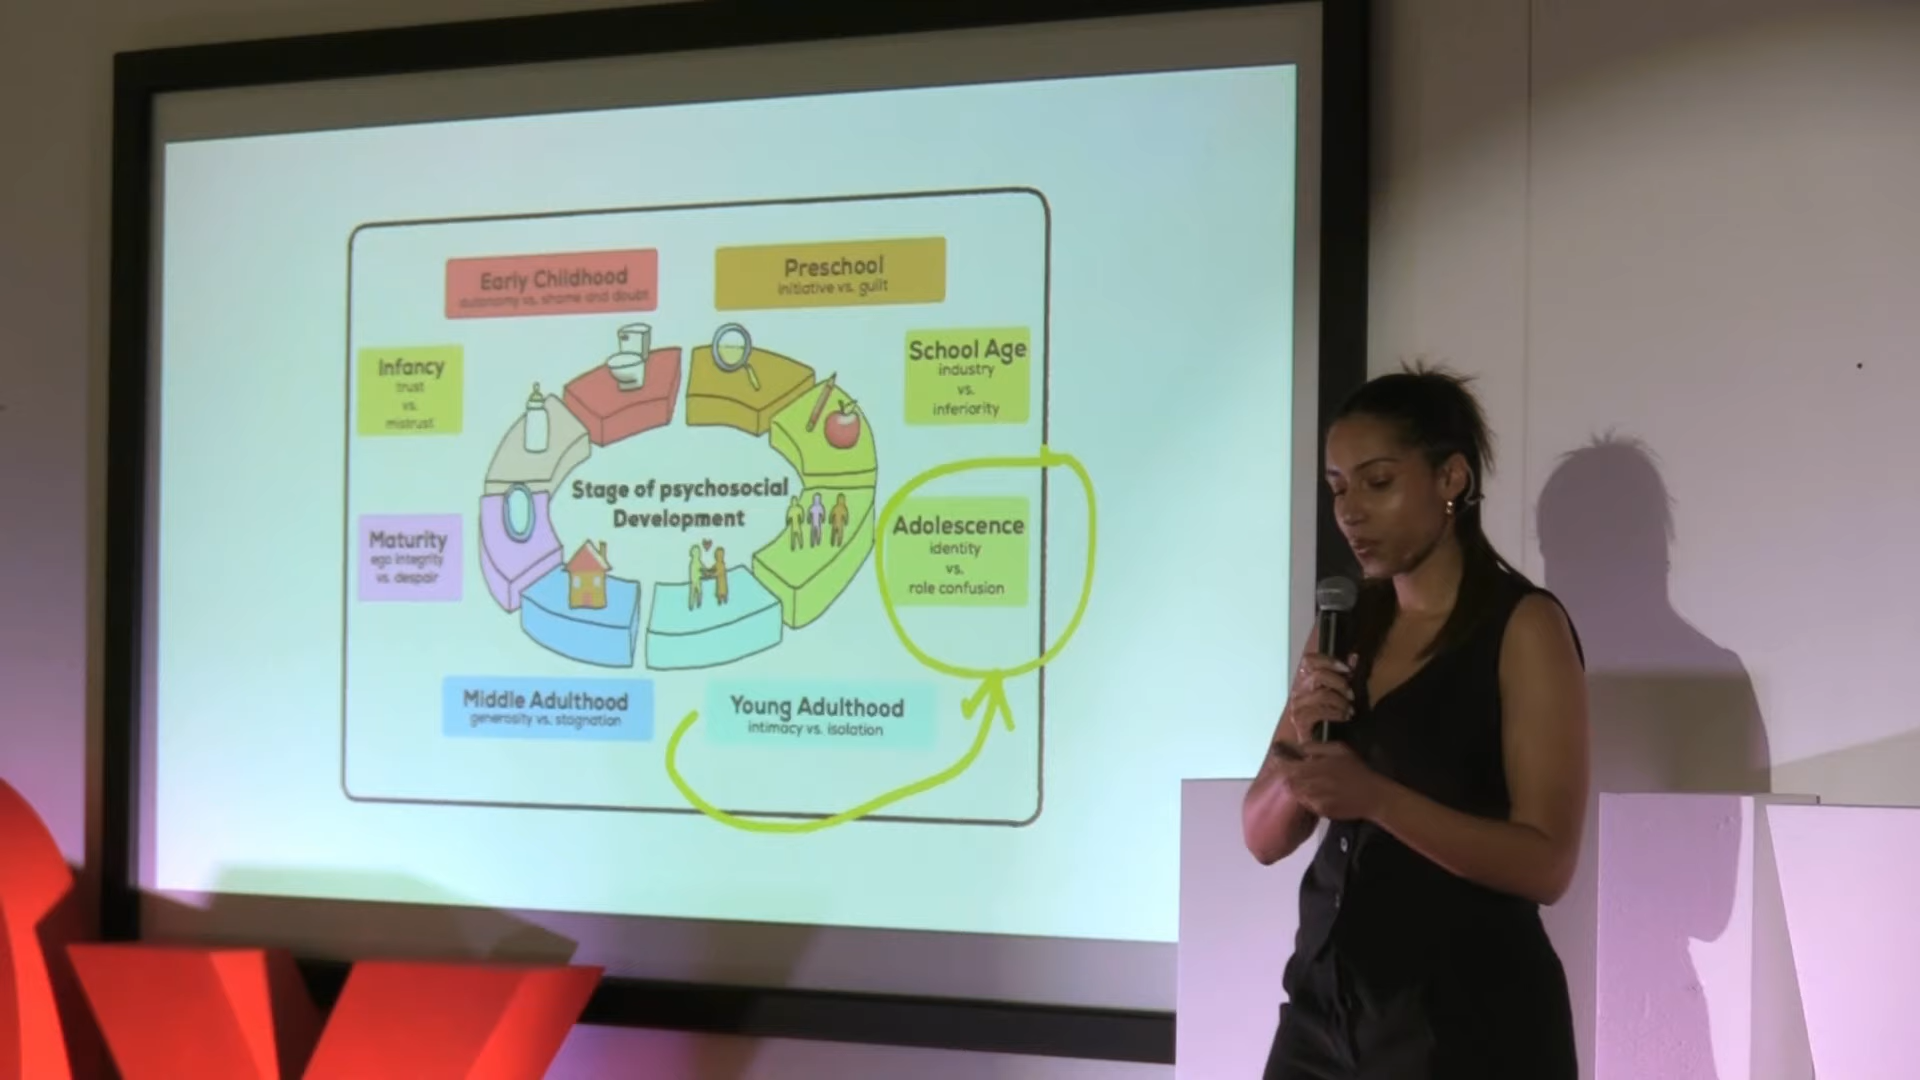 Early Childhood
autonomy vs. shame and doubt
Preschool
initiative vs. guilt
Infancy
trust
vs.
mistrust
School Age
industry
vs.
inferiority
Stage of psychosocial
Development
Maturity
ego integrity
vs. despair
Adolescence
identity
vs.
role confusion
Middle Adulthood
generosity vs. stagnation
Young Adulthood
intimacy vs. isolation